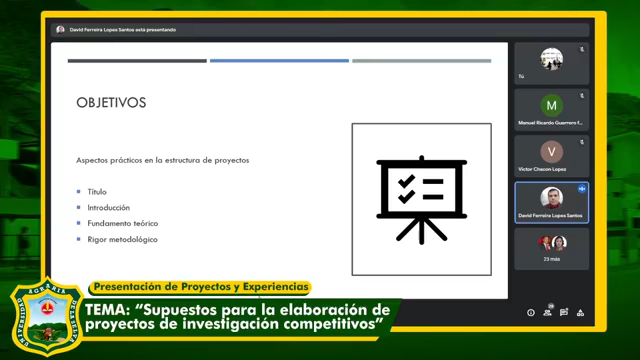 David Ferreira Lopes Santos está presentando
OBJETIVOS
Aspectos prácticos en la estructura de proyectos
Título
Introducción
Fundamento teórico
Rigor metodológico
Tú
M
Manuel Ricardo Guerrero f...
V
Victor Chacon Lopez
David Ferreira Lopes Santos
23 más
Presentación de Proyectos y Experiencias
TEMA: “Supuestos para la elaboración de
proyectos de investigación competitivos”